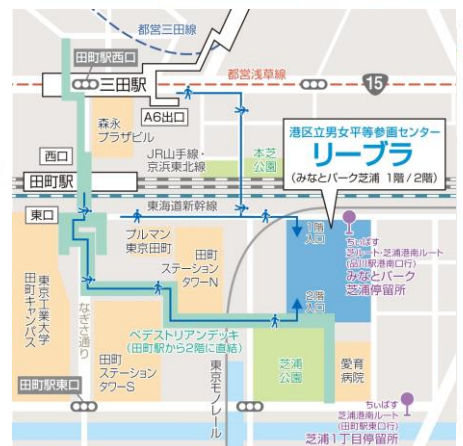 都営三田線
田町駅西口
三田駅
都営浅草線
15
A6出口
森永
プラザビル
JR山手線・
京浜東北線
本芝
公園
港区立男女平等参画センター
リーブラ
(みなとパーク芝浦 1階/2階)
西口
田町駅
東海道新幹線
東口
1階
入口
プルマン
東京田町
田町
ステーション
タワーN
ちぃばす
芝ルート・芝浦港南ルート
(品川駅港南口行)
みなとパーク
芝浦停留所
2階
入口
東京工業大学
田町キャンパス
なぎさ通り
ペデストリアンデッキ
(田町駅から2階に直結)
田町
ステーション
タワーS
東京モノレール
芝浦
公園
愛育
病院
田町駅東口
ちぃばす
芝浦港南ルート
(田町駅東口行)
芝浦1丁目停留所